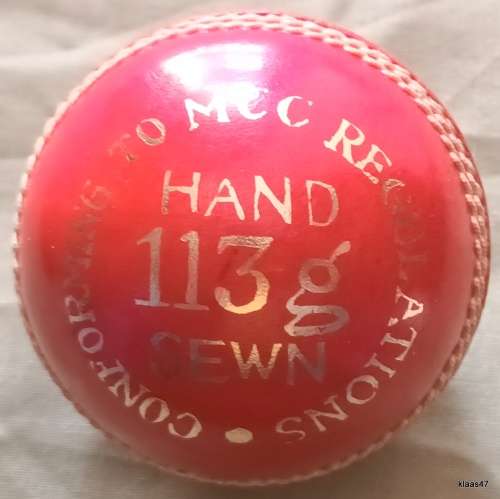 CONFORMING TO MCC REGULATIONS •
HAND
113g
SEWN
klaas47